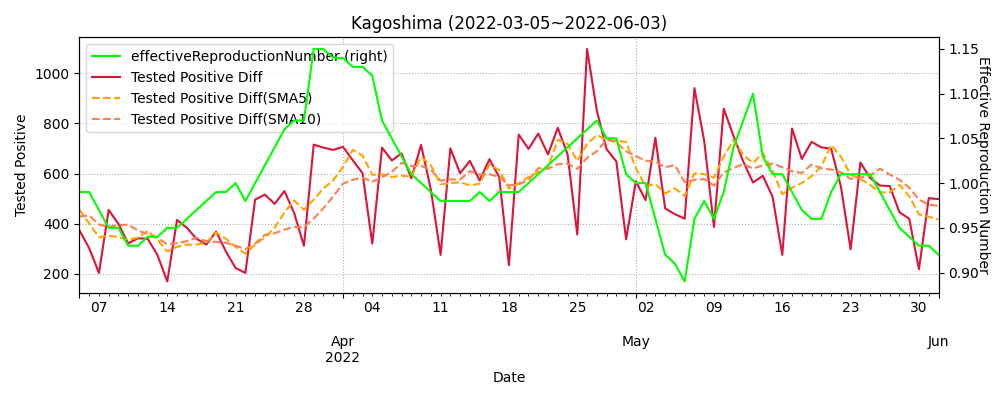 Kagoshima (2022-03-05~2022-06-03)
effectiveReproductionNumber (right)
Tested Positive Diff
Tested Positive Diff(SMA5)
Tested Positive Diff(SMA10)
Tested Positive
1000
800
600
400
200
1.15
1.10
1.05
1.00
0.95
0.90
Effective Reproduction Number
07 14 21 28 04 11 18 25 02 09 16 23 30
Apr May Jun
2022
Date